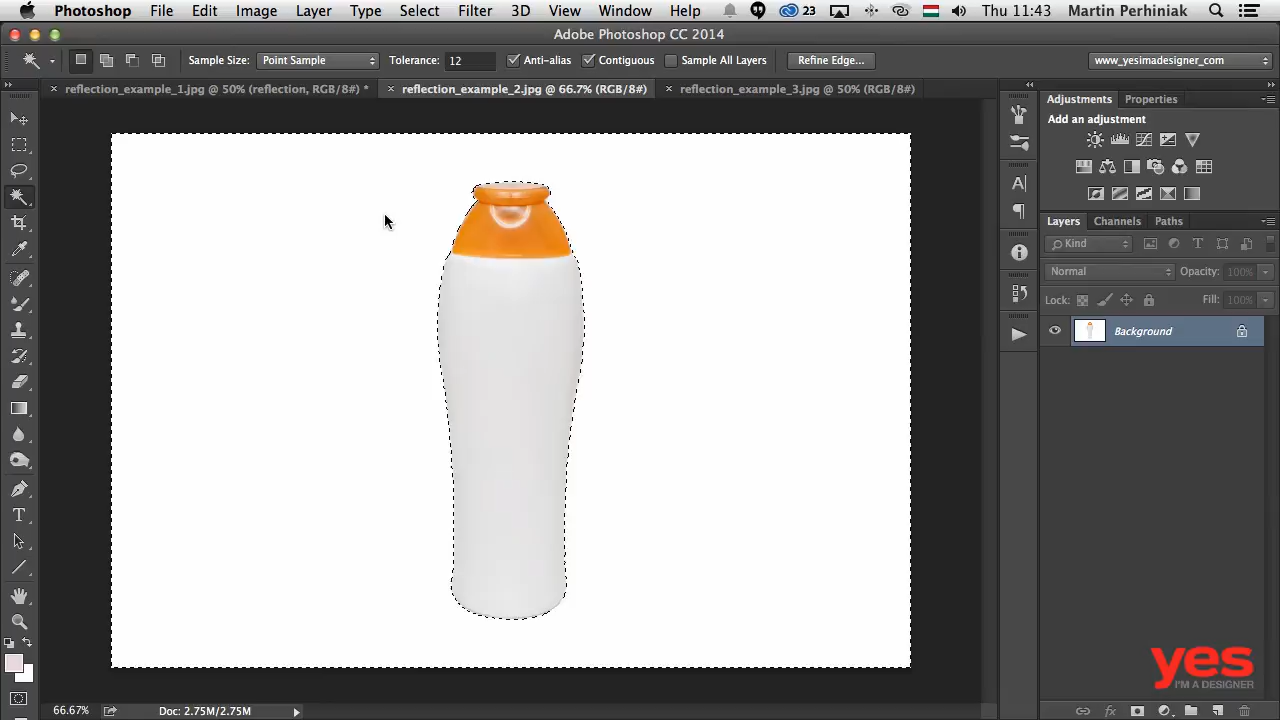 Photoshop File Edit Image Layer Type Select Filter 3D View Window Help 23 Thu 11:43 Martin Perhiniak
Adobe Photoshop CC 2014
Sample Size: Point Sample Tolerance: 12 Anti-alias Contiguous Sample All Layers Refine Edge... www.yesimadesigner.com
reflection_example_1.jpg @ 50% (reflection, RGB/8#) * reflection_example_2.jpg @ 66.7% (RGB/8#) reflection_example_3.jpg @ 50% (RGB/8#)
Adjustments Properties
Add an adjustment
Layers Channels Paths
Kind
Normal Opacity: 100%
Lock: Fill: 100%
Background
yes
I'M A DESIGNER
66.67% Doc: 2.75M/2.75M